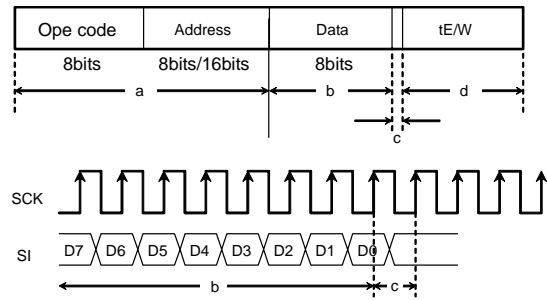 Ope code Address Data tE/W
8bits 8bits/16bits 8bits
a b d
c
SCK
SI D7 D6 D5 D4 D3 D2 D1 D0
b c